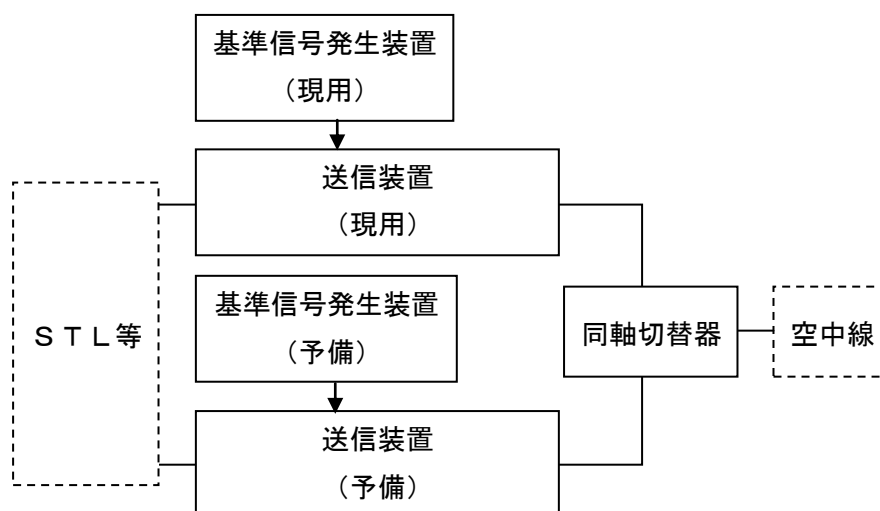 基準信号発生装置
（現用）
送信装置
（現用）
基準信号発生装置
（予備）
ＳＴＬ等
同軸切替器
空中線
送信装置
（予備）